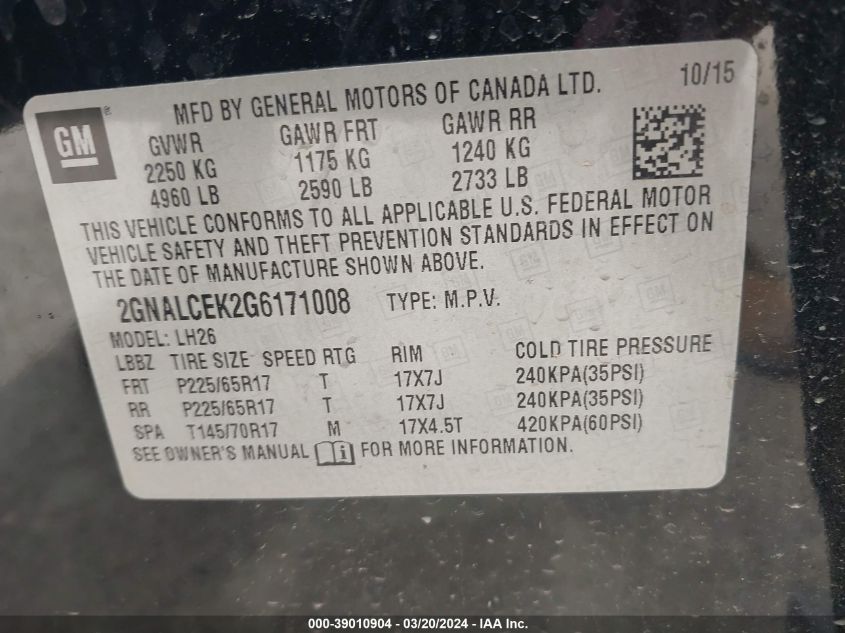 GM
MFD BY GENERAL MOTORS OF CANADA LTD. 10/15
GVWR GAWR FRT GAWR RR
2250 KG 1175 KG 1240 KG
4960 LB 2590 LB 2733 LB
THIS VEHICLE CONFORMS TO ALL APPLICABLE U.S. FEDERAL MOTOR
VEHICLE SAFETY AND THEFT PREVENTION STANDARDS IN EFFECT ON
THE DATE OF MANUFACTURE SHOWN ABOVE.
2GNALCEK2G6171008 TYPE: M.P.V.
MODEL: LH26
LBBZ TIRE SIZE SPEED RTG RIM COLD TIRE PRESSURE
FRT P225/65R17 T 17X7J 240KPA(35PSI)
RR P225/65R17 T 17X7J 240KPA(35PSI)
SPA T145/70R17 M 17X4.5T 420KPA(60PSI)
SEE OWNER'S MANUAL i FOR MORE INFORMATION.
000-39010904 / 03/20/2024 - IAA Inc.